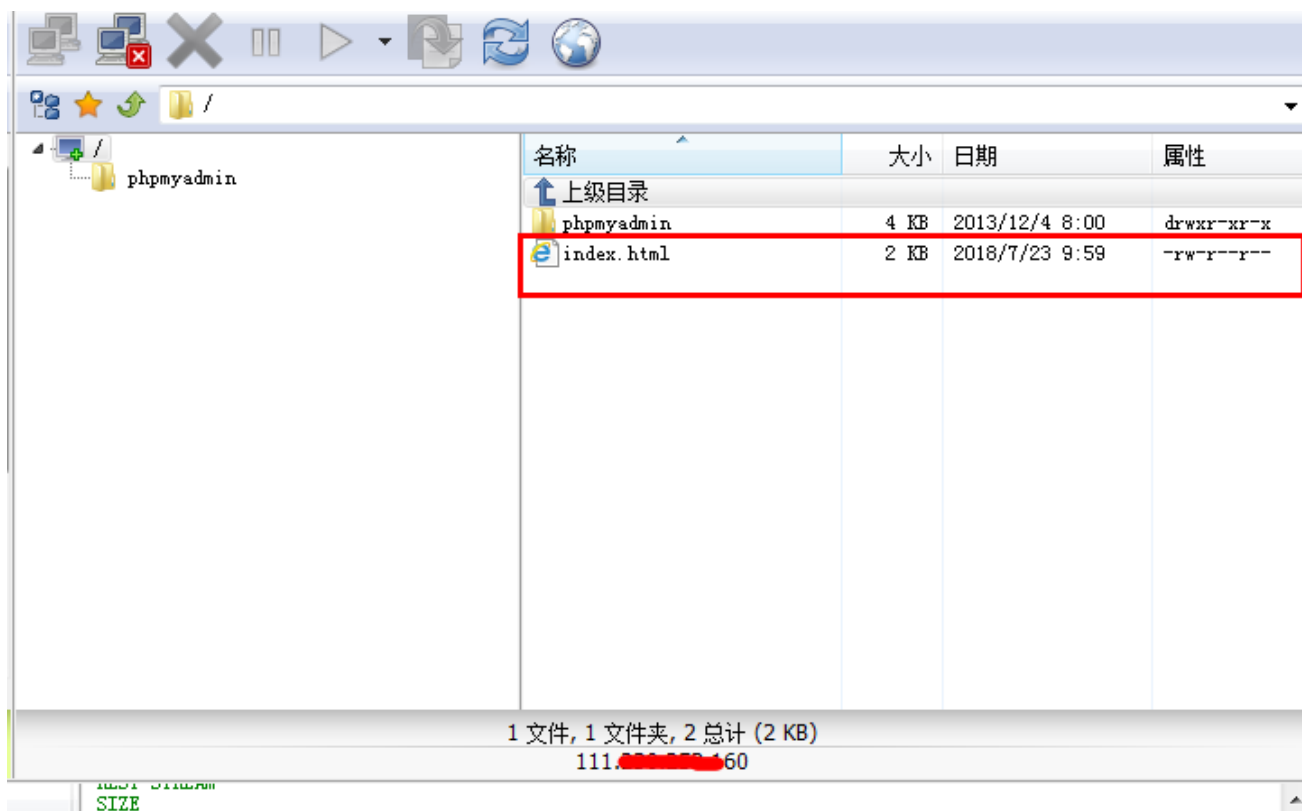 /
/
phpmyadmin
名称 大小 日期 属性
上级目录
phpmyadmin 4 KB 2013/12/4 8:00 drwxr-xr-x
index.html 2 KB 2018/7/23 9:59 -rw-r--r--
1 文件, 1 文件夹, 2 总计 (2 KB)
111. 60
SIZE